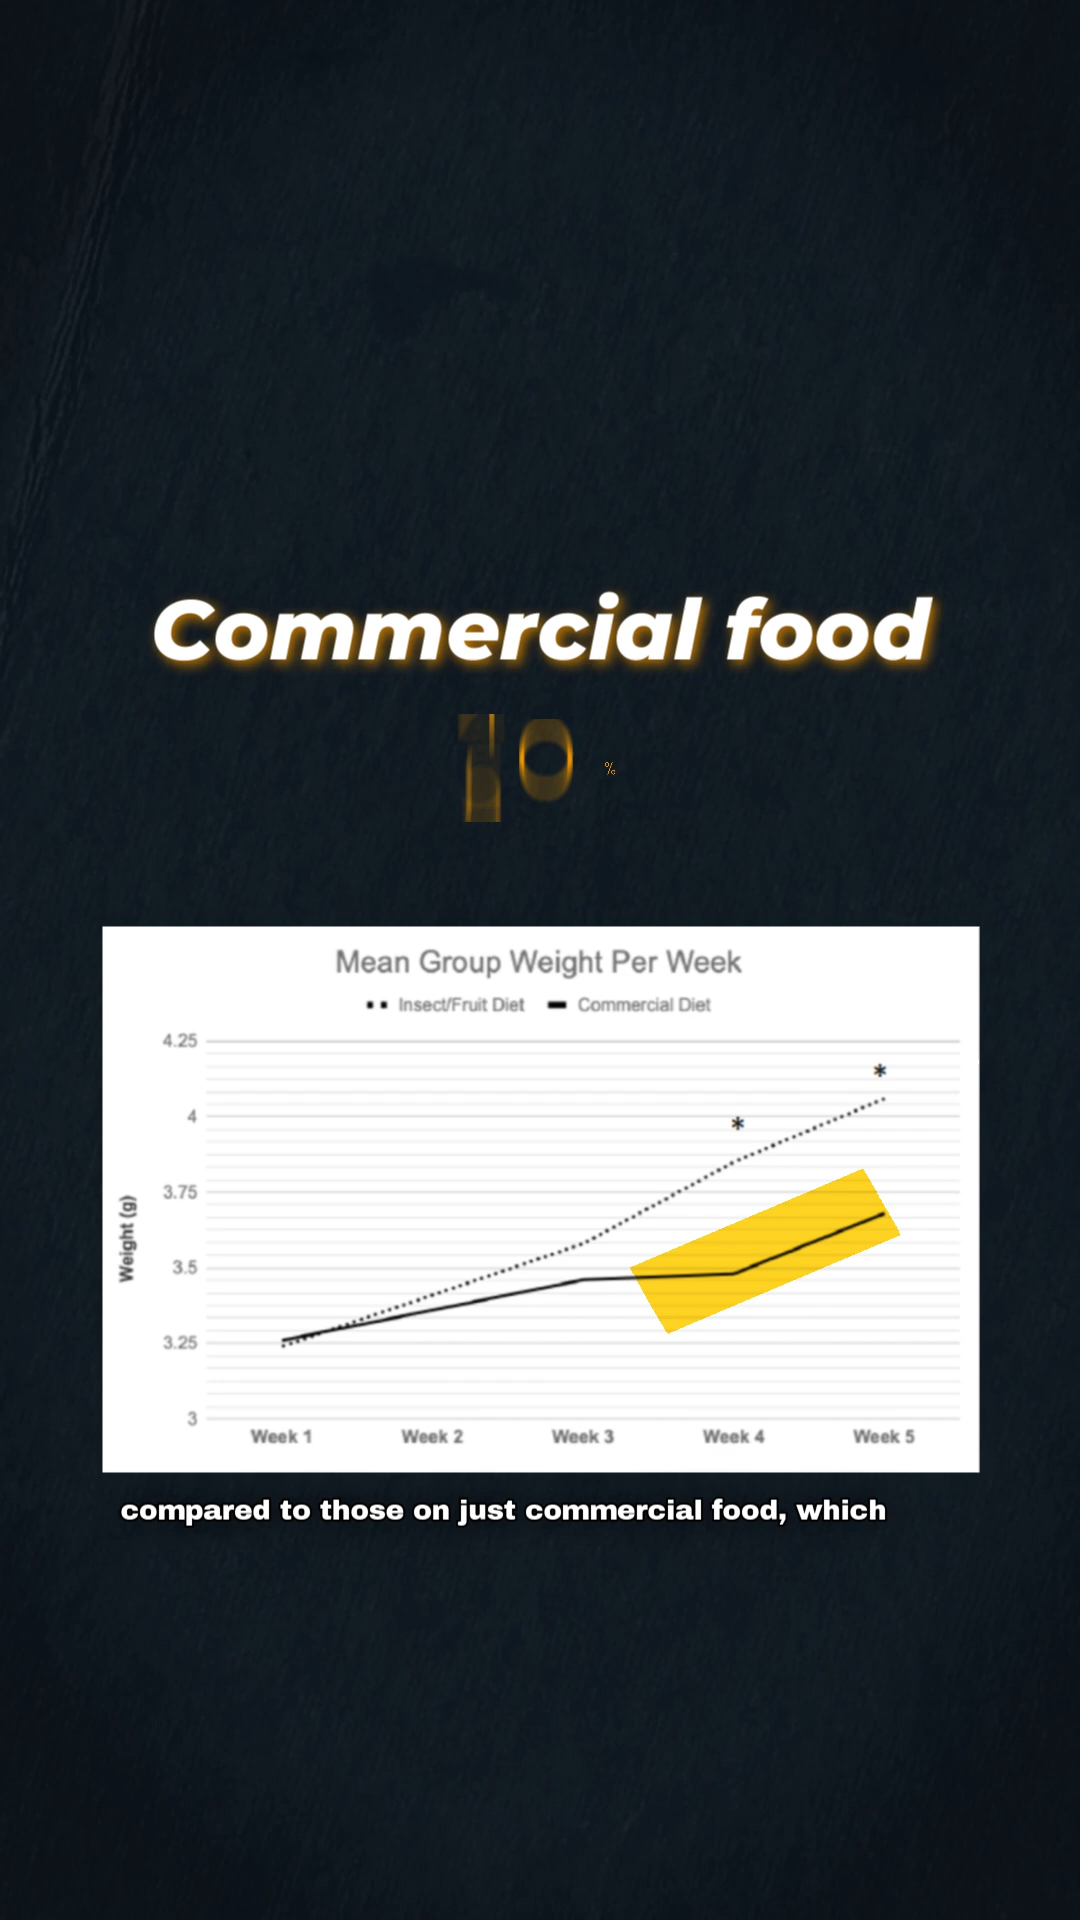 Commercial food
%
Mean Group Weight Per Week
Insect/Fruit Diet Commercial Diet
4.25
4
3.75
3.5
3.25
3
Weight (g)
*
*
Week 1 Week 2 Week 3 Week 4 Week 5
compared to those on just commercial food, which